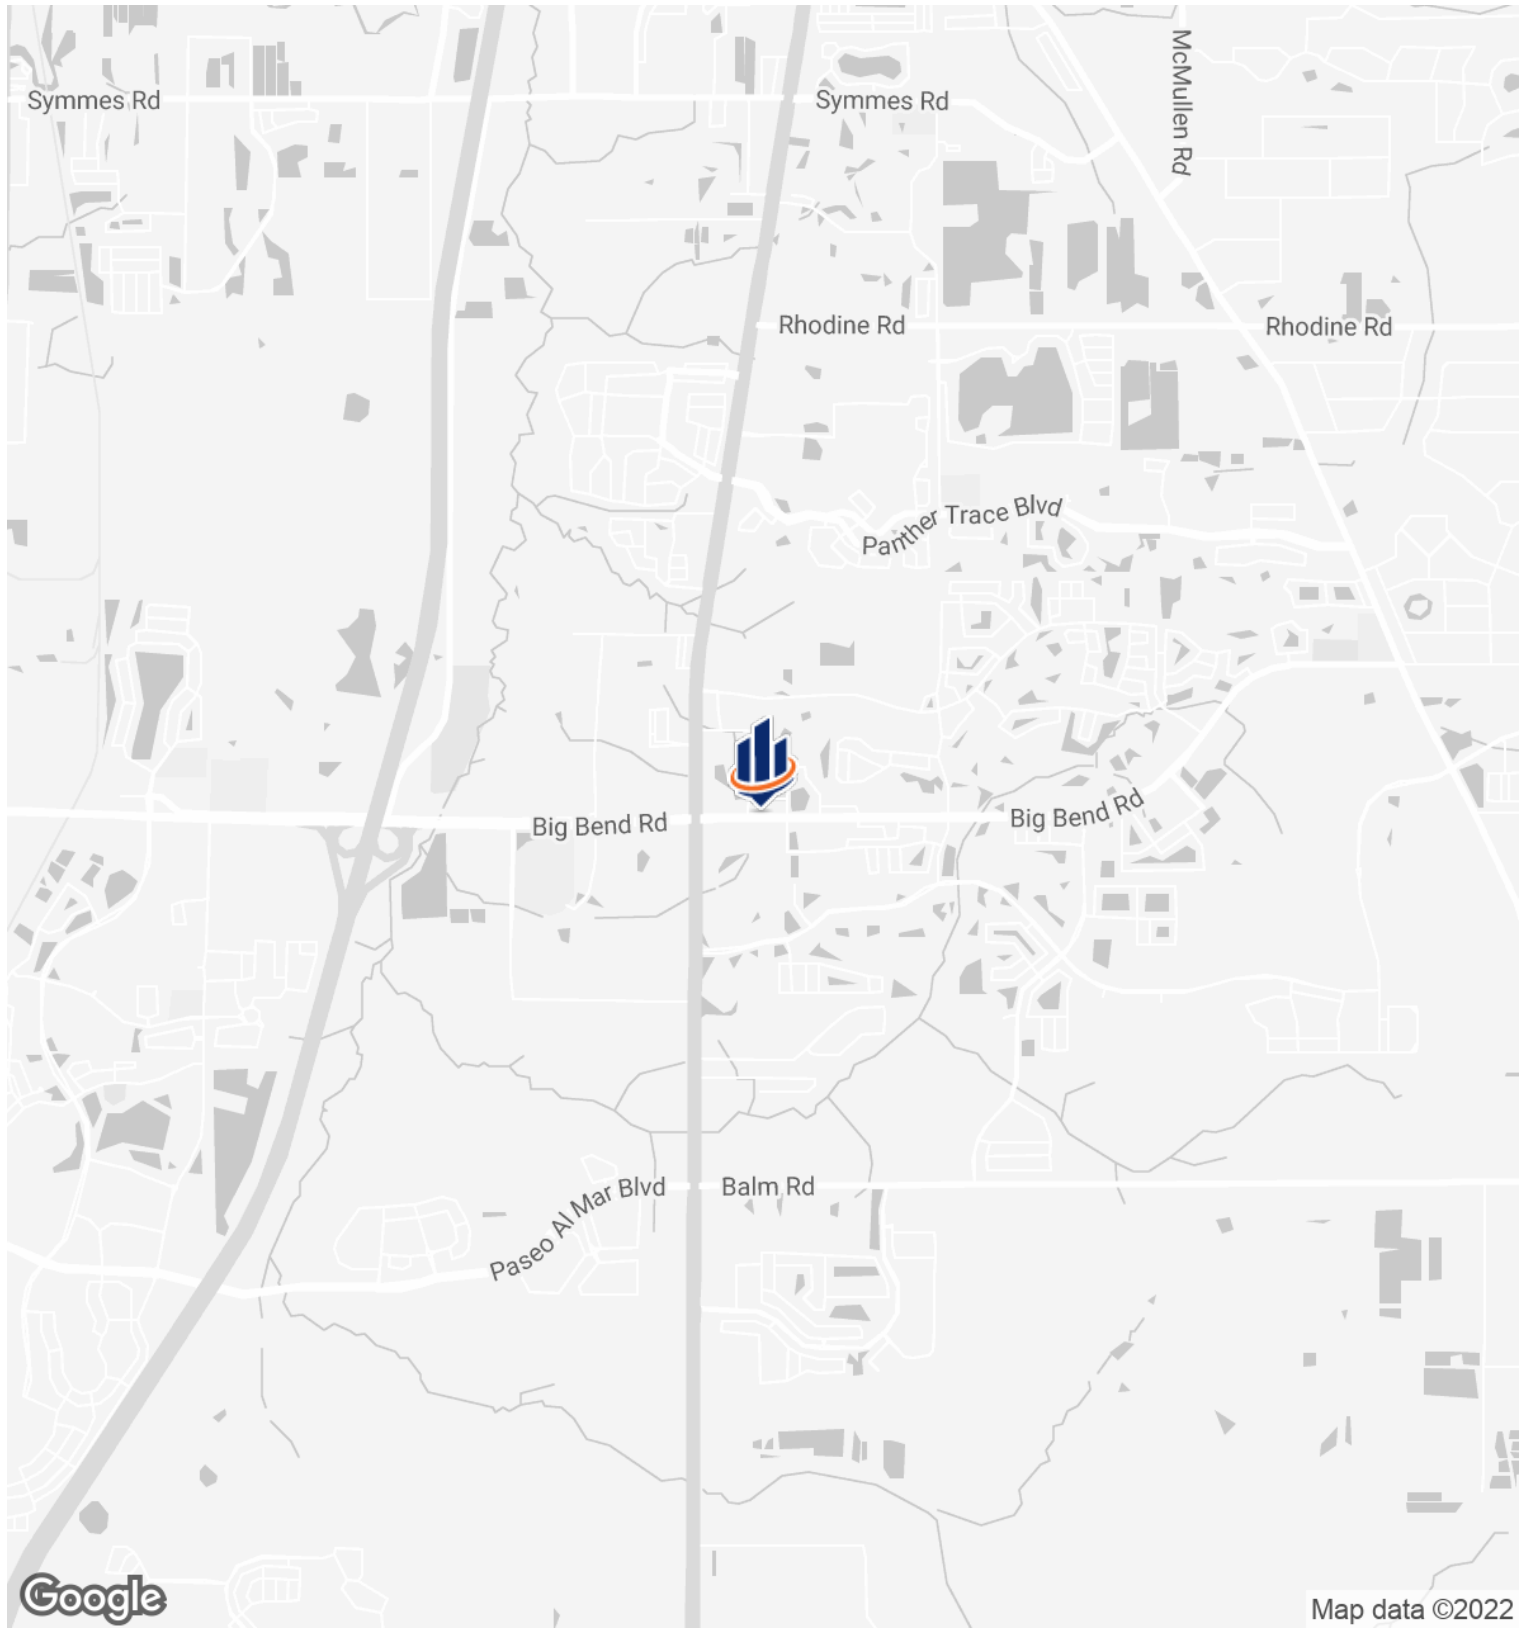 McMullen Rd
Symmes Rd
Symmes Rd
Rhodine Rd
Rhodine Rd
Panther Trace Blvd
Big Bend Rd
Big Bend Rd
Paseo Al Mar Blvd
Balm Rd
Google
Map data ©2022